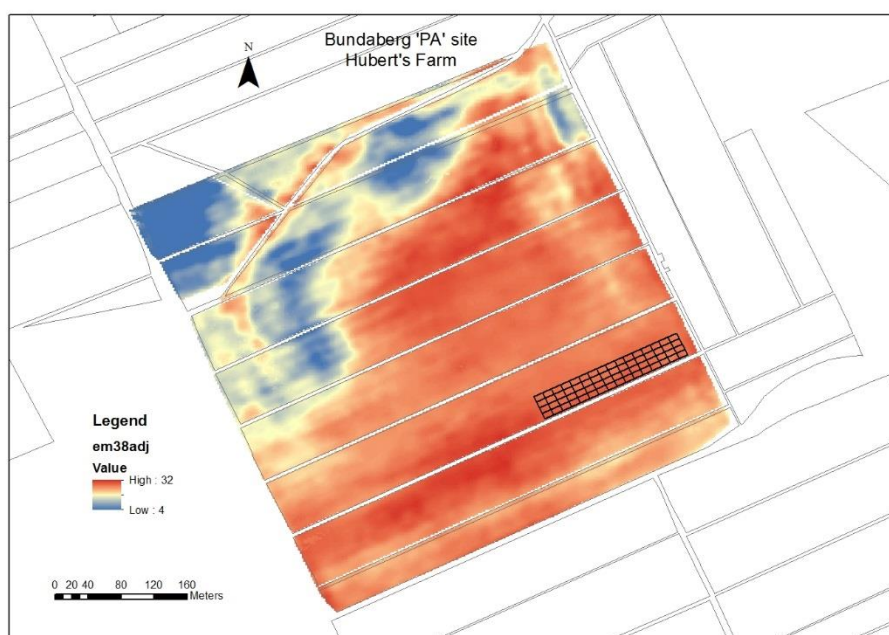 Bundaberg 'PA' site
Hubert's Farm
N
Legend
em38adj
Value
High : 32
Low : 4
0 20 40 80 120 160
Meters